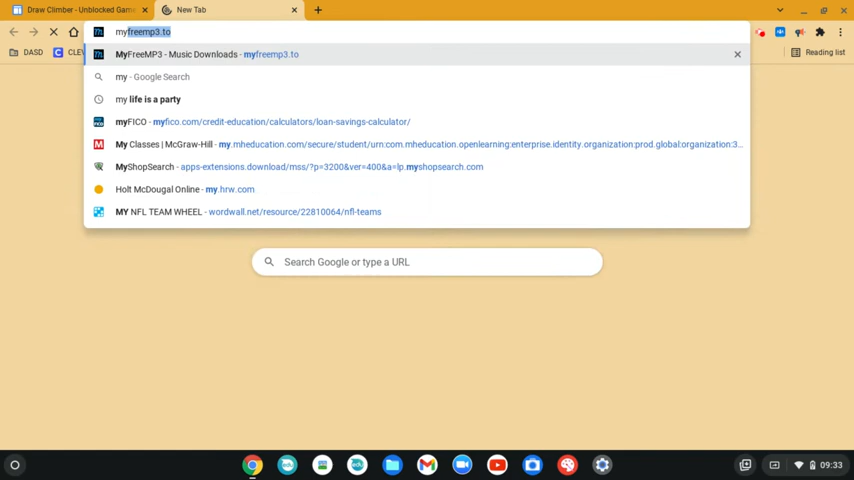 Draw Climber - Unblocked Game
New Tab
myfreemp3.to
DASD
CLEV
Reading list
MyFreeMP3 - Music Downloads - myfreemp3.to
my - Google Search
my life is a party
myFICO - myfico.com/credit-education/calculators/loan-savings-calculator/
My Classes | McGraw-Hill - my.mheducation.com/secure/student/urn:com.mheducation.openlearning:enterprise.identity.organization:prod.global:organization:3...
MyShopSearch - apps-extensions.download/mss/?p=3200&ver=400&a=lp.myshopsearch.com
Holt McDougal Online - my.hrw.com
MY NFL TEAM WHEEL - wordwall.net/resource/22810064/nfl-teams
Search Google or type a URL
09:33